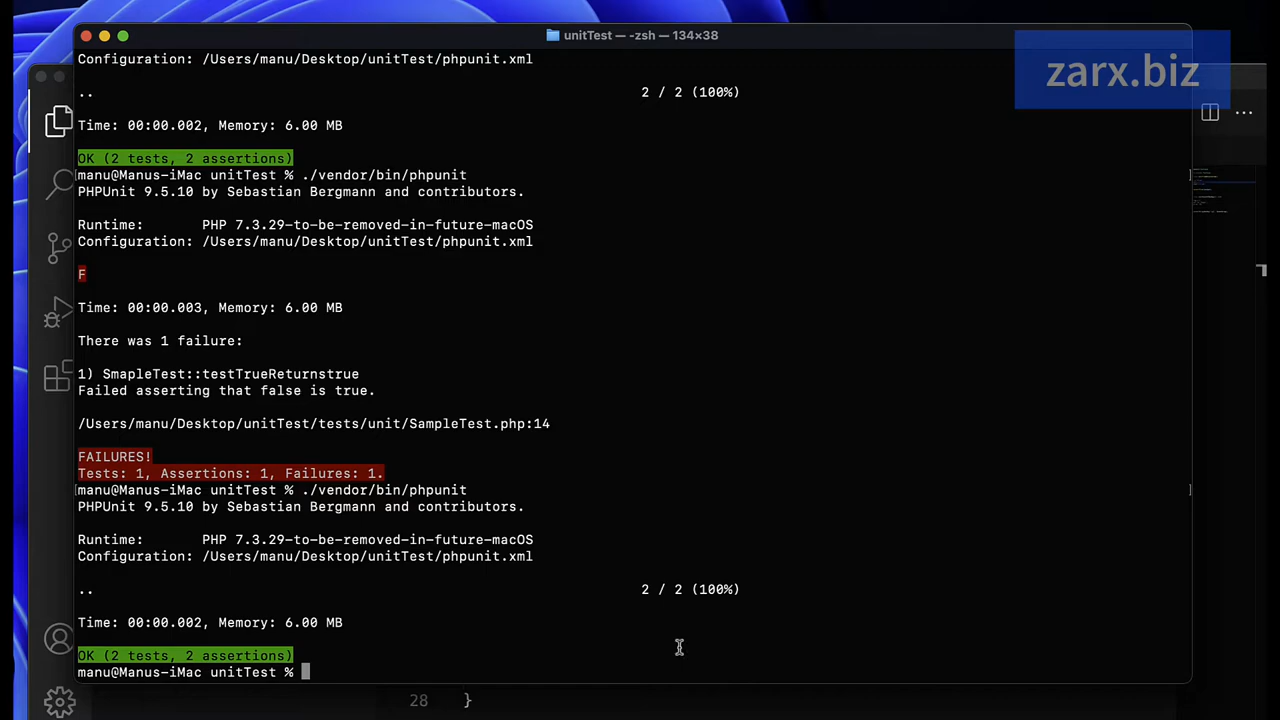 unitTest — -zsh — 134×38
zarx.biz
Configuration: /Users/manu/Desktop/unitTest/phpunit.xml
.. 2 / 2 (100%)
Time: 00:00.002, Memory: 6.00 MB
OK (2 tests, 2 assertions)
manu@Manus-iMac unitTest % ./vendor/bin/phpunit
PHPUnit 9.5.10 by Sebastian Bergmann and contributors.
Runtime: PHP 7.3.29-to-be-removed-in-future-macOS
Configuration: /Users/manu/Desktop/unitTest/phpunit.xml
F
Time: 00:00.003, Memory: 6.00 MB
There was 1 failure:
1) SmapleTest::testTrueReturnstrue
Failed asserting that false is true.
/Users/manu/Desktop/unitTest/tests/unit/SampleTest.php:14
FAILURES!
Tests: 1, Assertions: 1, Failures: 1.
manu@Manus-iMac unitTest % ./vendor/bin/phpunit
PHPUnit 9.5.10 by Sebastian Bergmann and contributors.
Runtime: PHP 7.3.29-to-be-removed-in-future-macOS
Configuration: /Users/manu/Desktop/unitTest/phpunit.xml
.. 2 / 2 (100%)
Time: 00:00.002, Memory: 6.00 MB
OK (2 tests, 2 assertions)
manu@Manus-iMac unitTest %
28 }